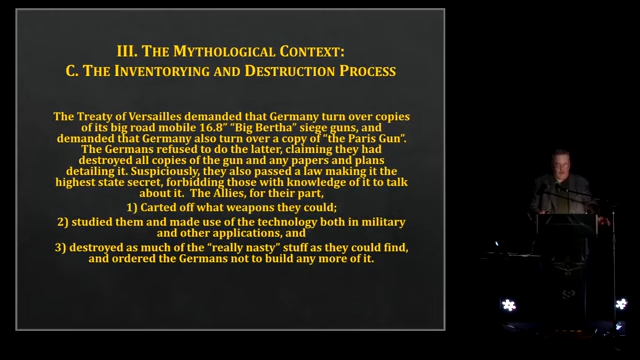 III. THE MYTHOLOGICAL CONTEXT:
C. THE INVENTORYING AND DESTRUCTION PROCESS
The Treaty of Versailles demanded that Germany turn over copies
of its big road mobile 16.8” “Big Bertha” siege guns, and
demanded that Germany also turn over a copy of “the Paris Gun”.
The Germans refused to do the latter, claiming they had
destroyed all copies of the gun and any papers and plans
detailing it. Suspiciously, they also passed a law making it the
highest state secret, forbidding those with knowledge of it to talk
about it. The Allies, for their part,
1) Carted off what weapons they could;
2) studied them and made use of the technology both in military
and other applications, and
3) destroyed as much of the “really nasty” stuff as they could find,
and ordered the Germans not to build any more of it.